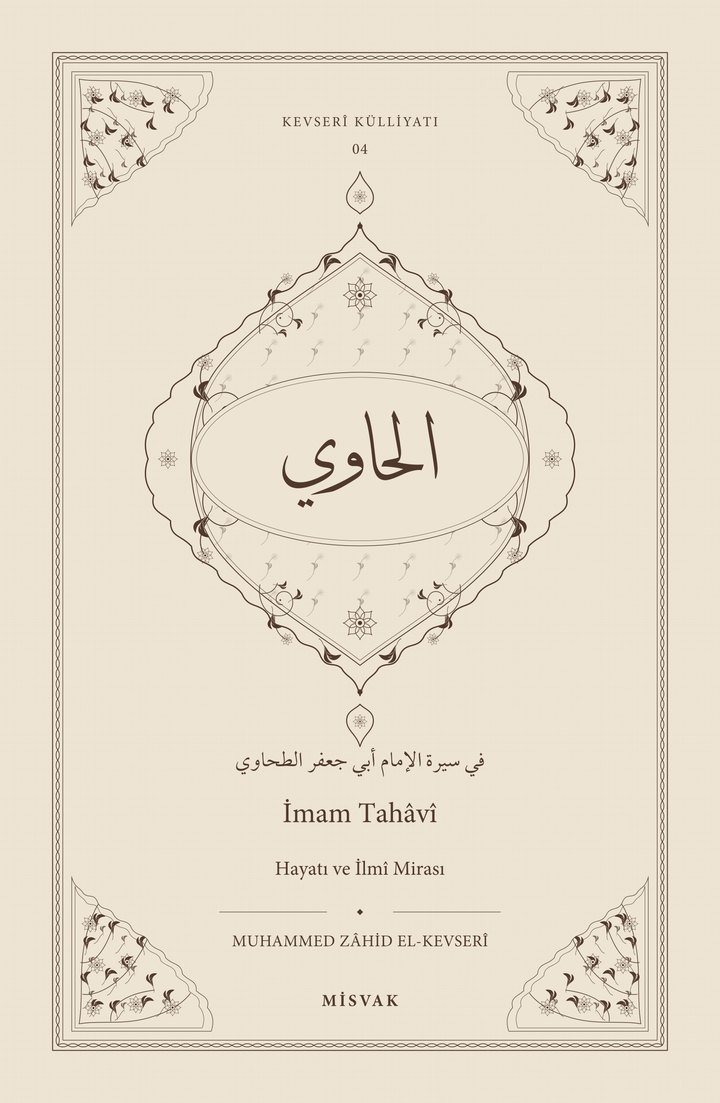 KEVSERÎ KÜLLİYATI
04
الحاوي
في سيرة الإمام أبي جعفر الطحاوي
İmam Tahâvî
Hayatı ve İlmî Mirası
MUHAMMED ZÂHİD EL-KEVSERÎ
MİSVAK